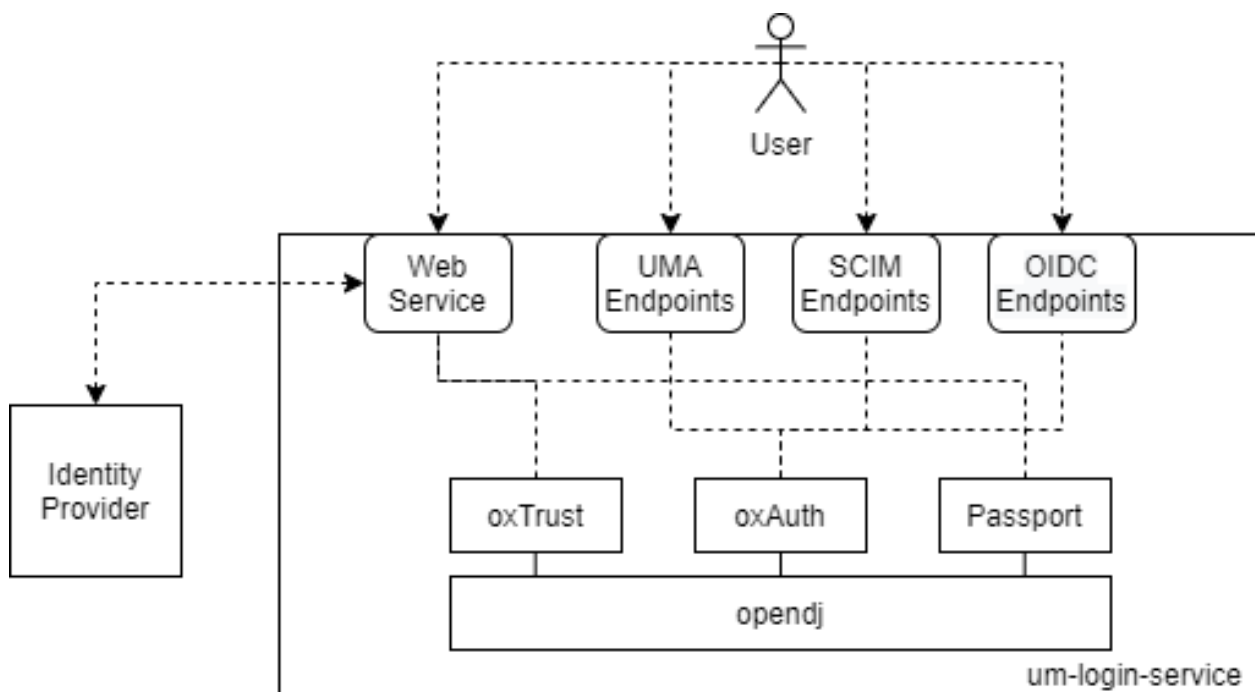 User
Web
Service
UMA
Endpoints
SCIM
Endpoints
OIDC
Endpoints
Identity
Provider
oxTrust
oxAuth
Passport
opendj
um-login-service